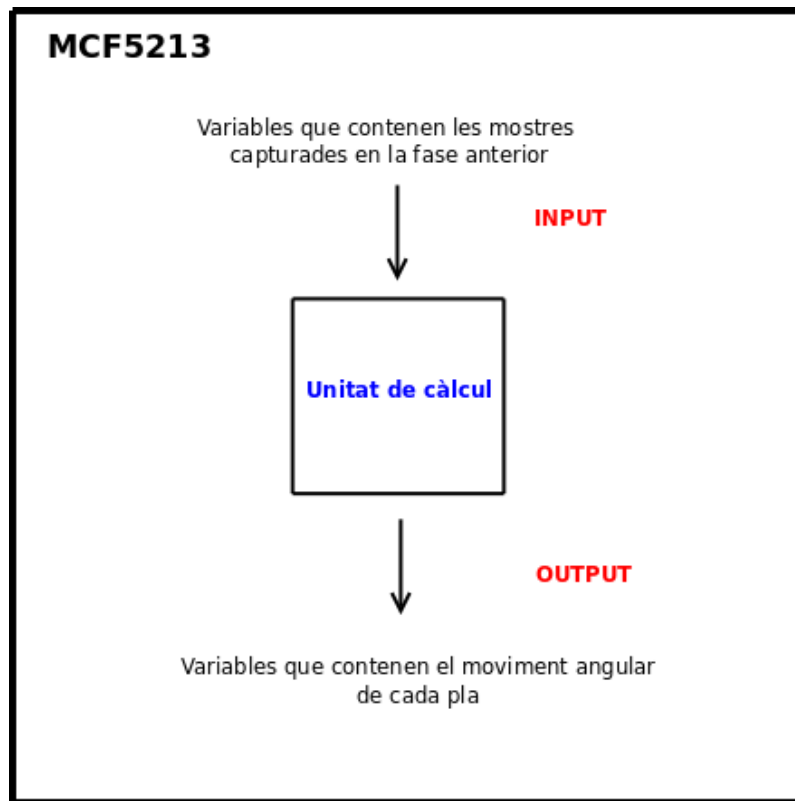 MCF5213
Variables que contenen les mostres
capturades en la fase anterior
INPUT
Unitat de càlcul
OUTPUT
Variables que contenen el moviment angular
de cada pla